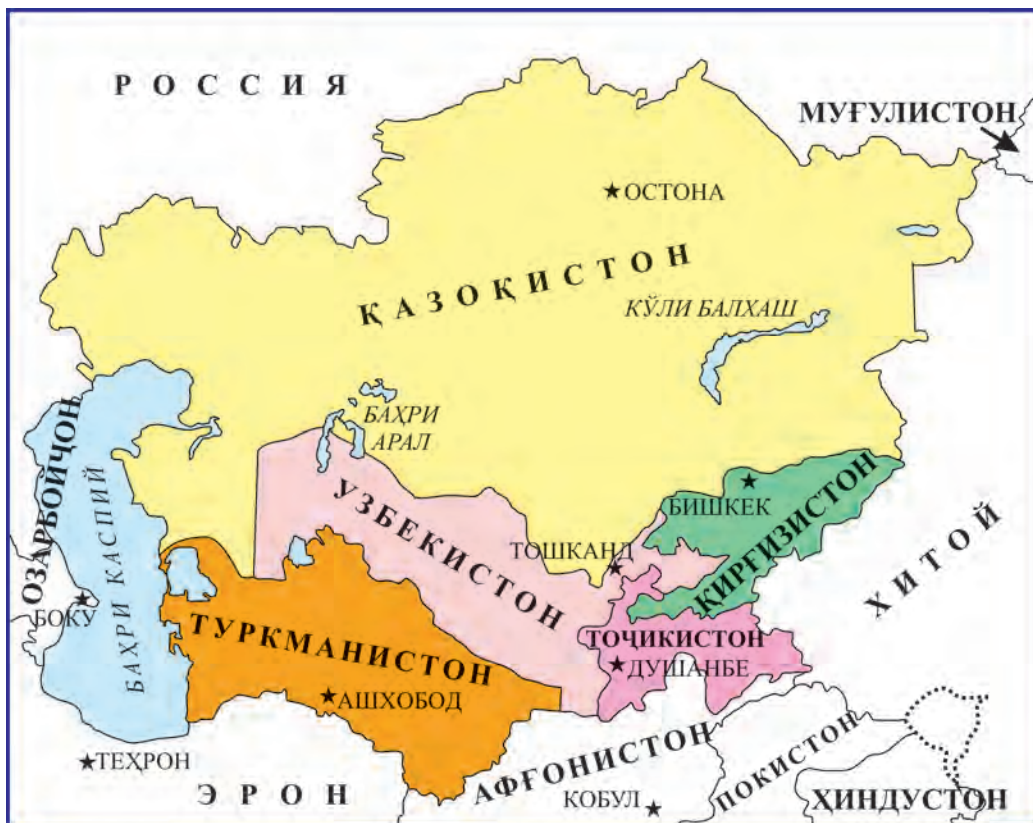 РОССИЯ
МУҒУЛИСТОН
ОСТОНА
ҚАЗОҚИСТОН
КӮЛИ БАЛХАШ
БАҲРИ
АРАЛ
ОЗАРБОЙҶОН
БАҲРИ КАСПИЙ
УЗБЕКИСТОН
БИШКЕК
ҚИРҒИЗИСТОН
ТОШКАНД
ХИТОЙ
БОКУ
ТУРКМАНИСТОН
ТОҶИКИСТОН
ДУШАНБЕ
АШХОБОД
ТЕҲРОН
ЭРОН
АФҒОНИСТОН
КОБУЛ
ПОКИСТОН
ҲИНДУСТОН